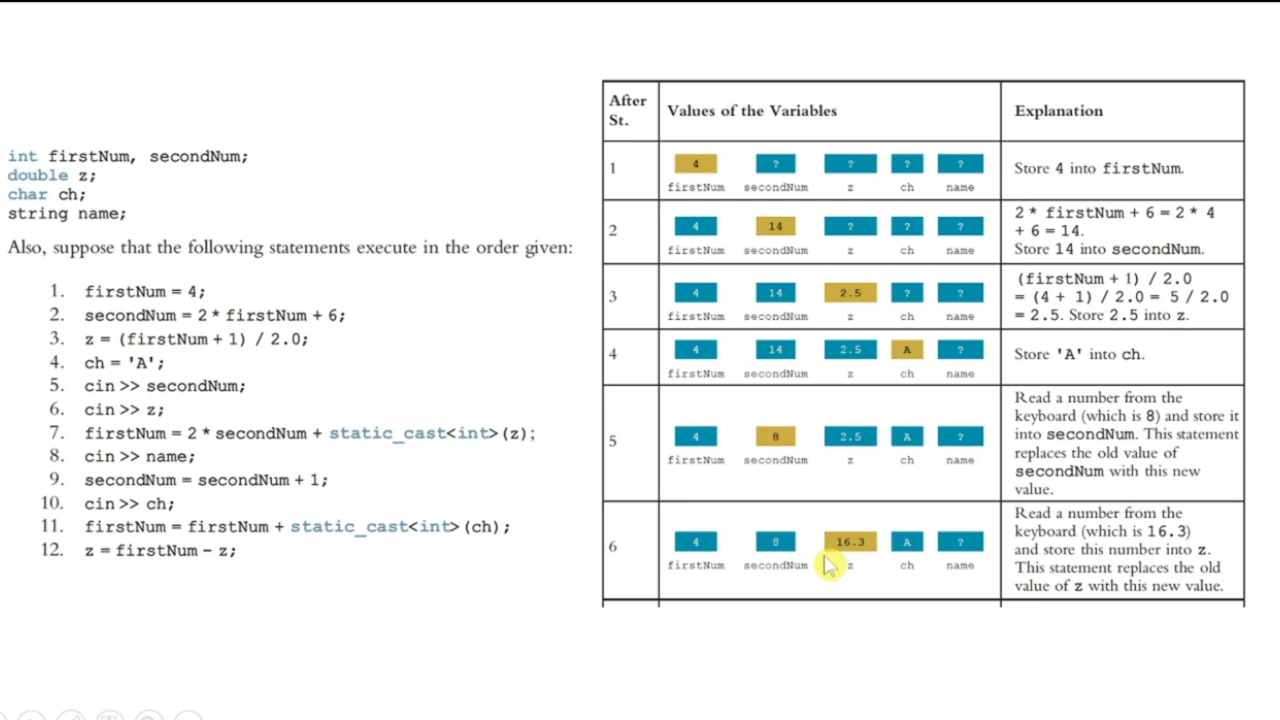 int firstNum, secondNum;
double z;
char ch;
string name;
Also, suppose that the following statements execute in the order given:
1. firstNum = 4;
2. secondNum = 2 * firstNum + 6;
3. z = (firstNum + 1) / 2.0;
4. ch = 'A';
5. cin >> secondNum;
6. cin >> z;
7. firstNum = 2 * secondNum + static_cast<int>(z);
8. cin >> name;
9. secondNum = secondNum + 1;
10. cin >> ch;
11. firstNum = firstNum + static_cast<int>(ch);
12. z = firstNum - z;
After
St.
Values of the Variables
Explanation
1
4 ? ? ? ?
firstNum secondNum z ch name
Store 4 into firstNum.
2
4 14 ? ? ?
firstNum secondNum z ch name
2 * firstNum + 6 = 2 * 4
+ 6 = 14.
Store 14 into secondNum.
3
4 14 2.5 ? ?
firstNum secondNum z ch name
(firstNum + 1) / 2.0
= (4 + 1) / 2.0 = 5 / 2.0
= 2.5. Store 2.5 into z.
4
4 14 2.5 A ?
firstNum secondNum z ch name
Store 'A' into ch.
5
4 8 2.5 A ?
firstNum secondNum z ch name
Read a number from the
keyboard (which is 8) and store it
into secondNum. This statement
replaces the old value of
secondNum with this new
value.
6
4 8 16.3 A ?
firstNum secondNum z ch name
Read a number from the
keyboard (which is 16.3)
and store this number into z.
This statement replaces the old
value of z with this new value.